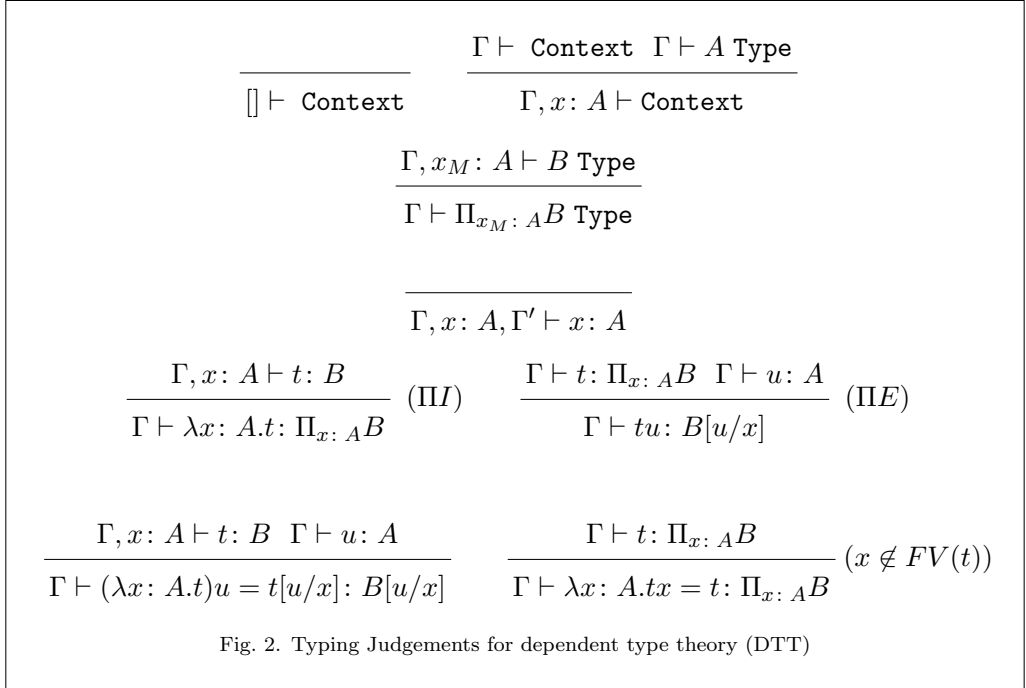 Γ ⊢ Context Γ ⊢ A Type
[] ⊢ Context Γ, x: A ⊢ Context
Γ, x_M: A ⊢ B Type
Γ ⊢ Π_{x_M: A}B Type
Γ, x: A, Γ′ ⊢ x: A
Γ, x: A ⊢ t: B Γ ⊢ t: Π_{x: A}B Γ ⊢ u: A
(ΠI) (ΠE)
Γ ⊢ λx: A.t: Π_{x: A}B Γ ⊢ tu: B[u/x]
Γ, x: A ⊢ t: B Γ ⊢ u: A Γ ⊢ t: Π_{x: A}B
(x ∉ FV(t))
Γ ⊢ (λx: A.t)u = t[u/x]: B[u/x] Γ ⊢ λx: A.tx = t: Π_{x: A}B
Fig. 2. Typing Judgements for dependent type theory (DTT)